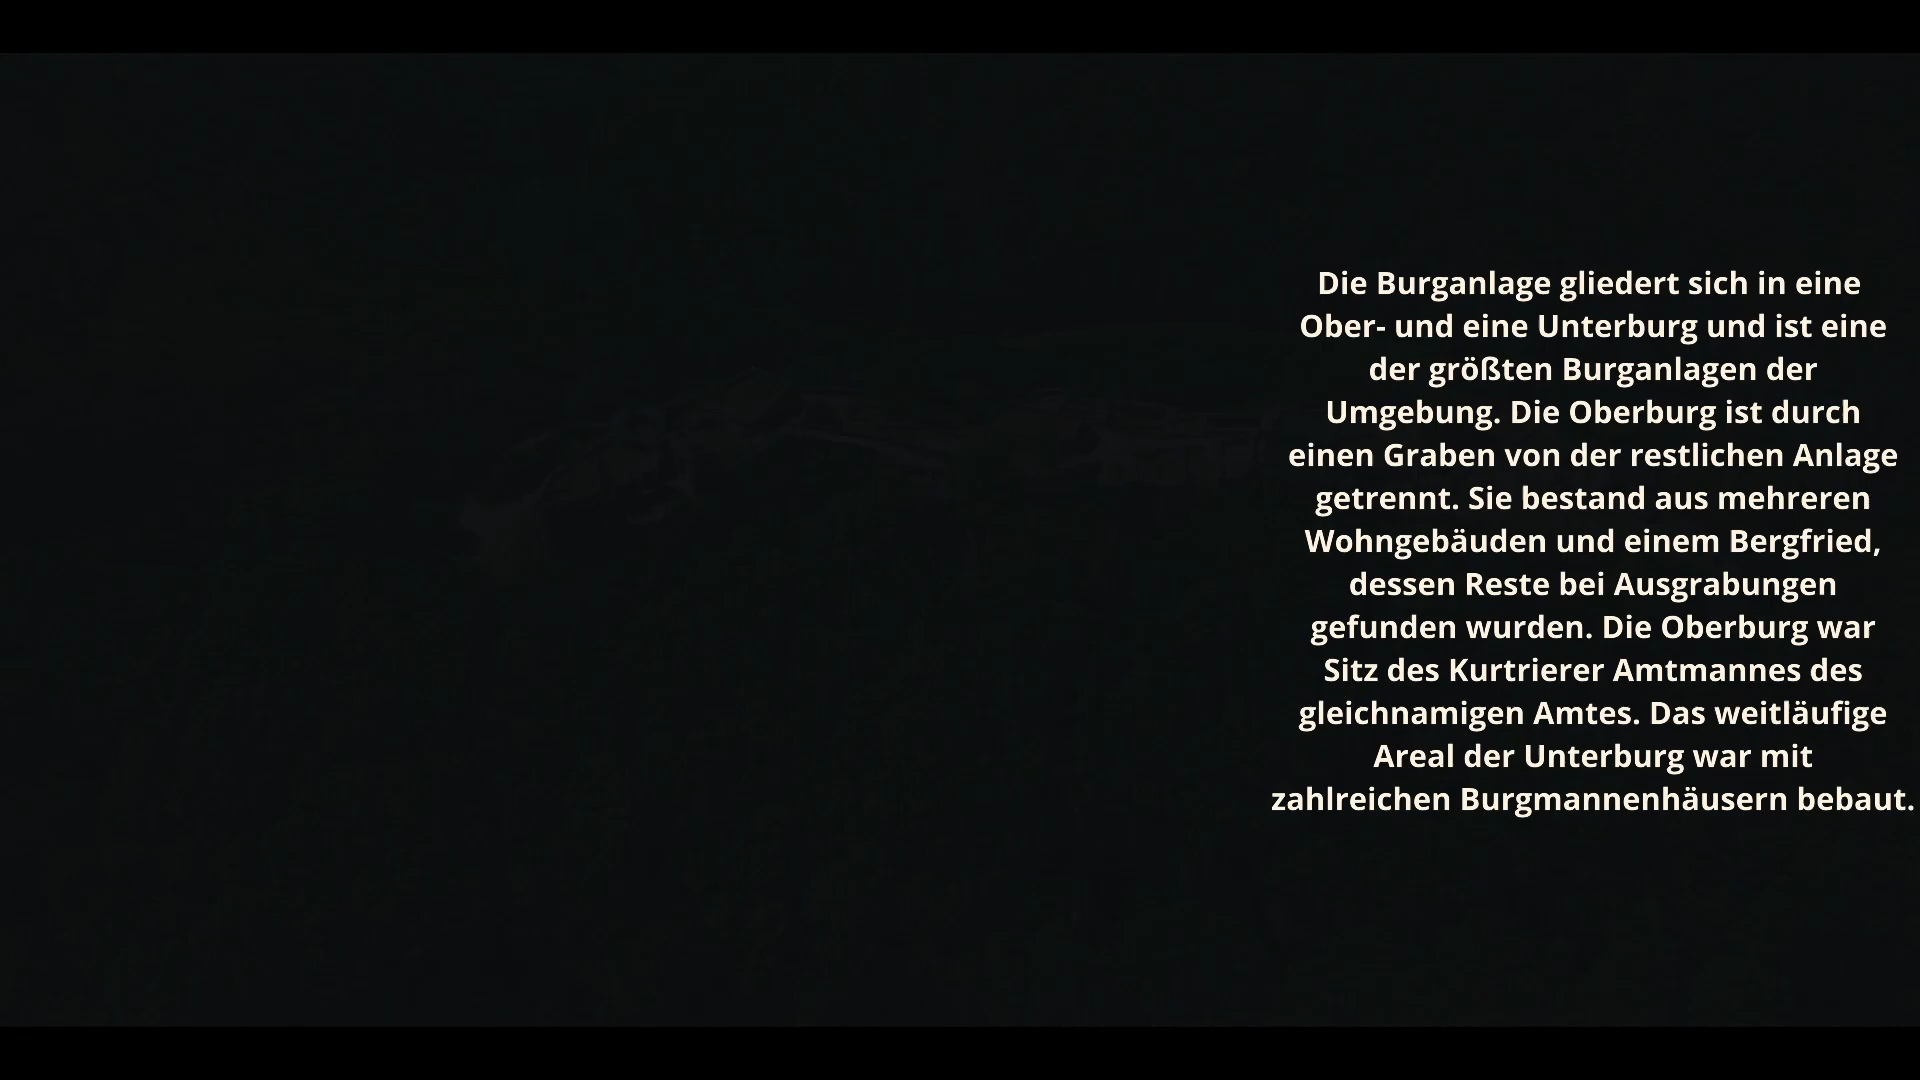 Die Burganlage gliedert sich in eine
Ober- und eine Unterburg und ist eine
der größten Burganlagen der
Umgebung. Die Oberburg ist durch
einen Graben von der restlichen Anlage
getrennt. Sie bestand aus mehreren
Wohngebäuden und einem Bergfried,
dessen Reste bei Ausgrabungen
gefunden wurden. Die Oberburg war
Sitz des Kurtrierer Amtmannes des
gleichnamigen Amtes. Das weitläufige
Areal der Unterburg war mit
zahlreichen Burgmannenhäusern bebaut.